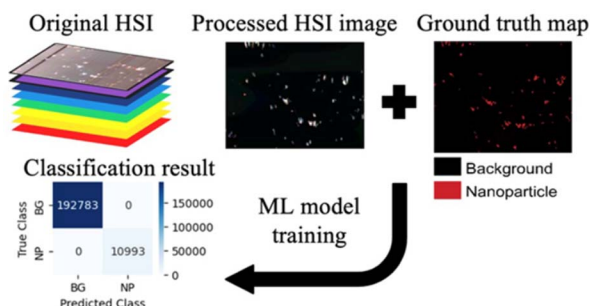 Original HSI
Processed HSI image
Ground truth map
Background
Nanoparticle
Classification result
True Class
BG
NP
192783
0
0
10993
150000
100000
50000
0
BG
NP
Predicted Class
ML model
training